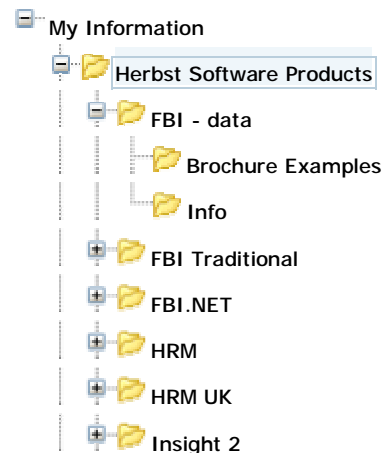 My Information
Herbst Software Products
FBI - data
Brochure Examples
Info
FBI Traditional
FBI.NET
HRM
HRM UK
Insight 2